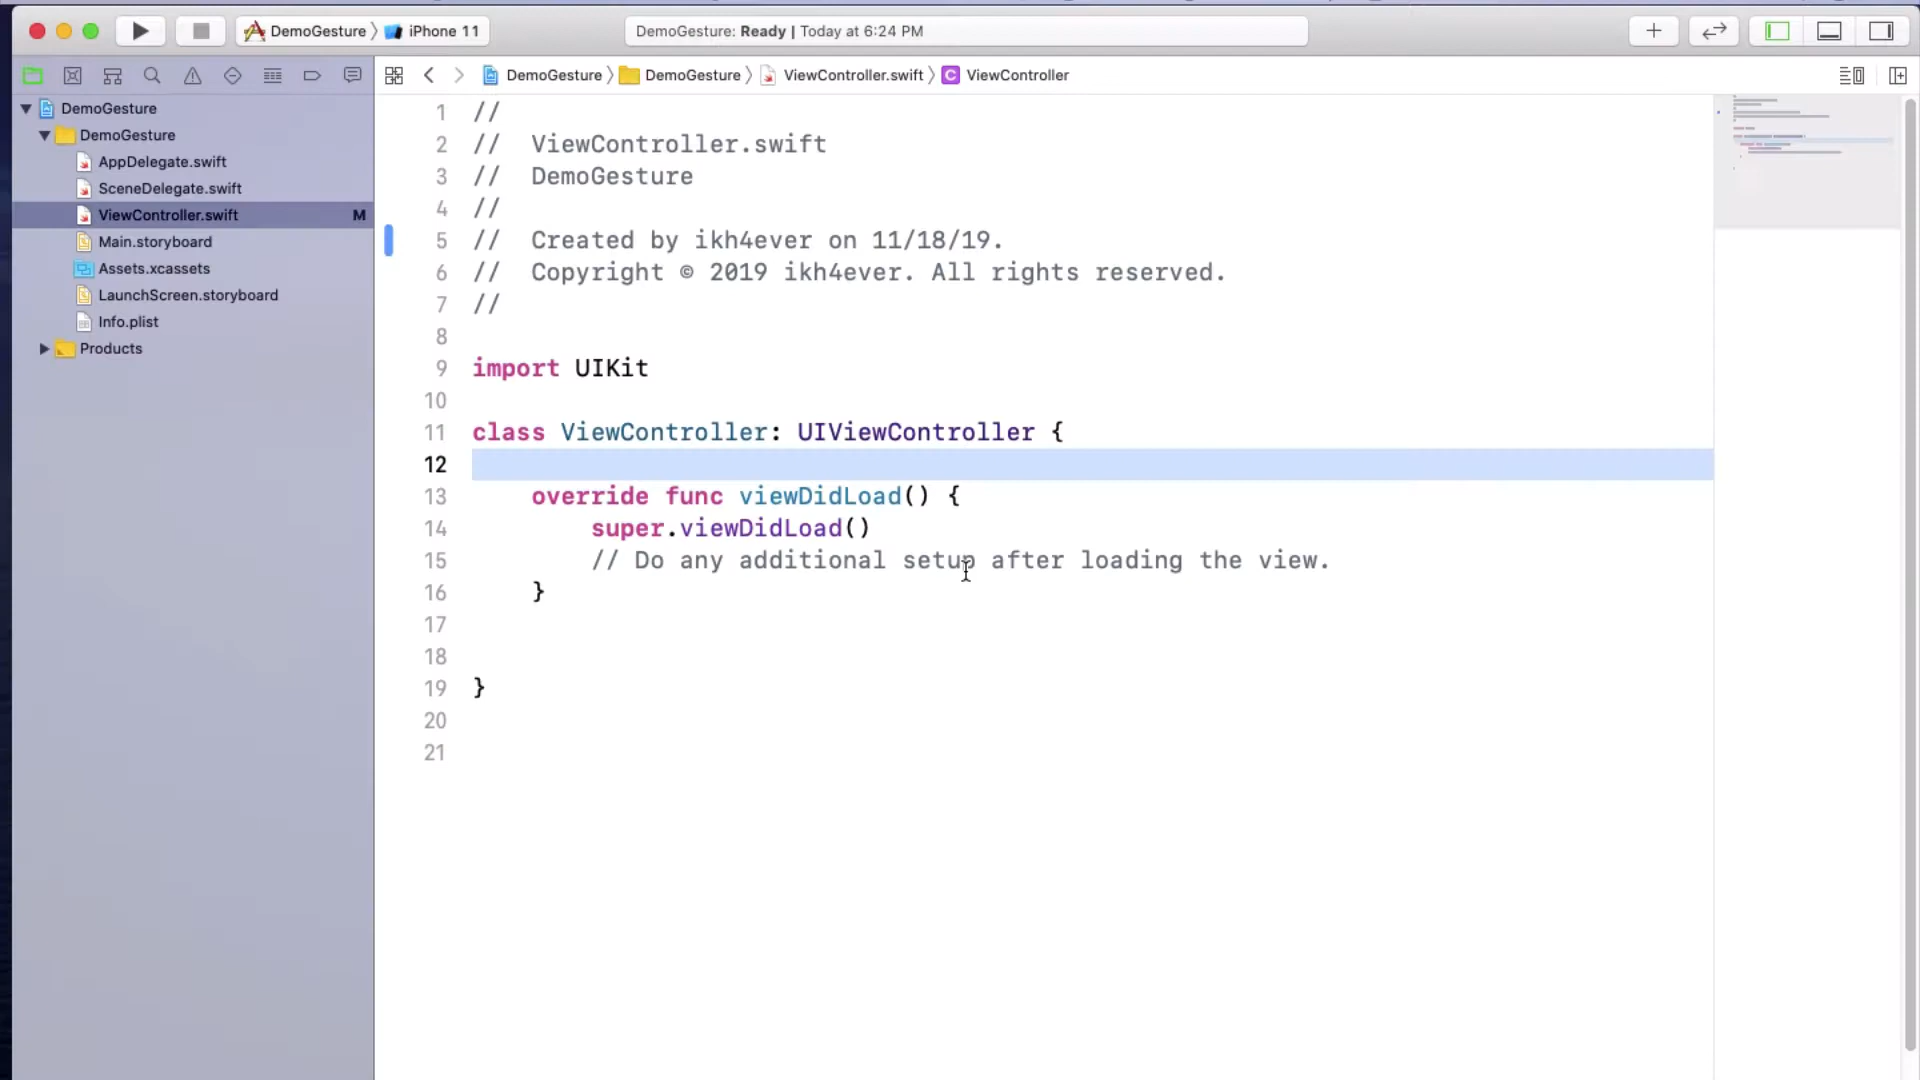 DemoGesture 〉 iPhone 11
DemoGesture: Ready | Today at 6:24 PM
DemoGesture 〉 DemoGesture 〉 ViewController.swift 〉 C ViewController
DemoGesture
DemoGesture
AppDelegate.swift
SceneDelegate.swift
ViewController.swift M
Main.storyboard
Assets.xcassets
LaunchScreen.storyboard
Info.plist
Products
1 //
2 //  ViewController.swift
3 //  DemoGesture
4 //
5 //  Created by ikh4ever on 11/18/19.
6 //  Copyright © 2019 ikh4ever. All rights reserved.
7 //
8
9 import UIKit
10
11 class ViewController: UIViewController {
12
13     override func viewDidLoad() {
14         super.viewDidLoad()
15         // Do any additional setup after loading the view.
16     }
17
18
19 }
20
21